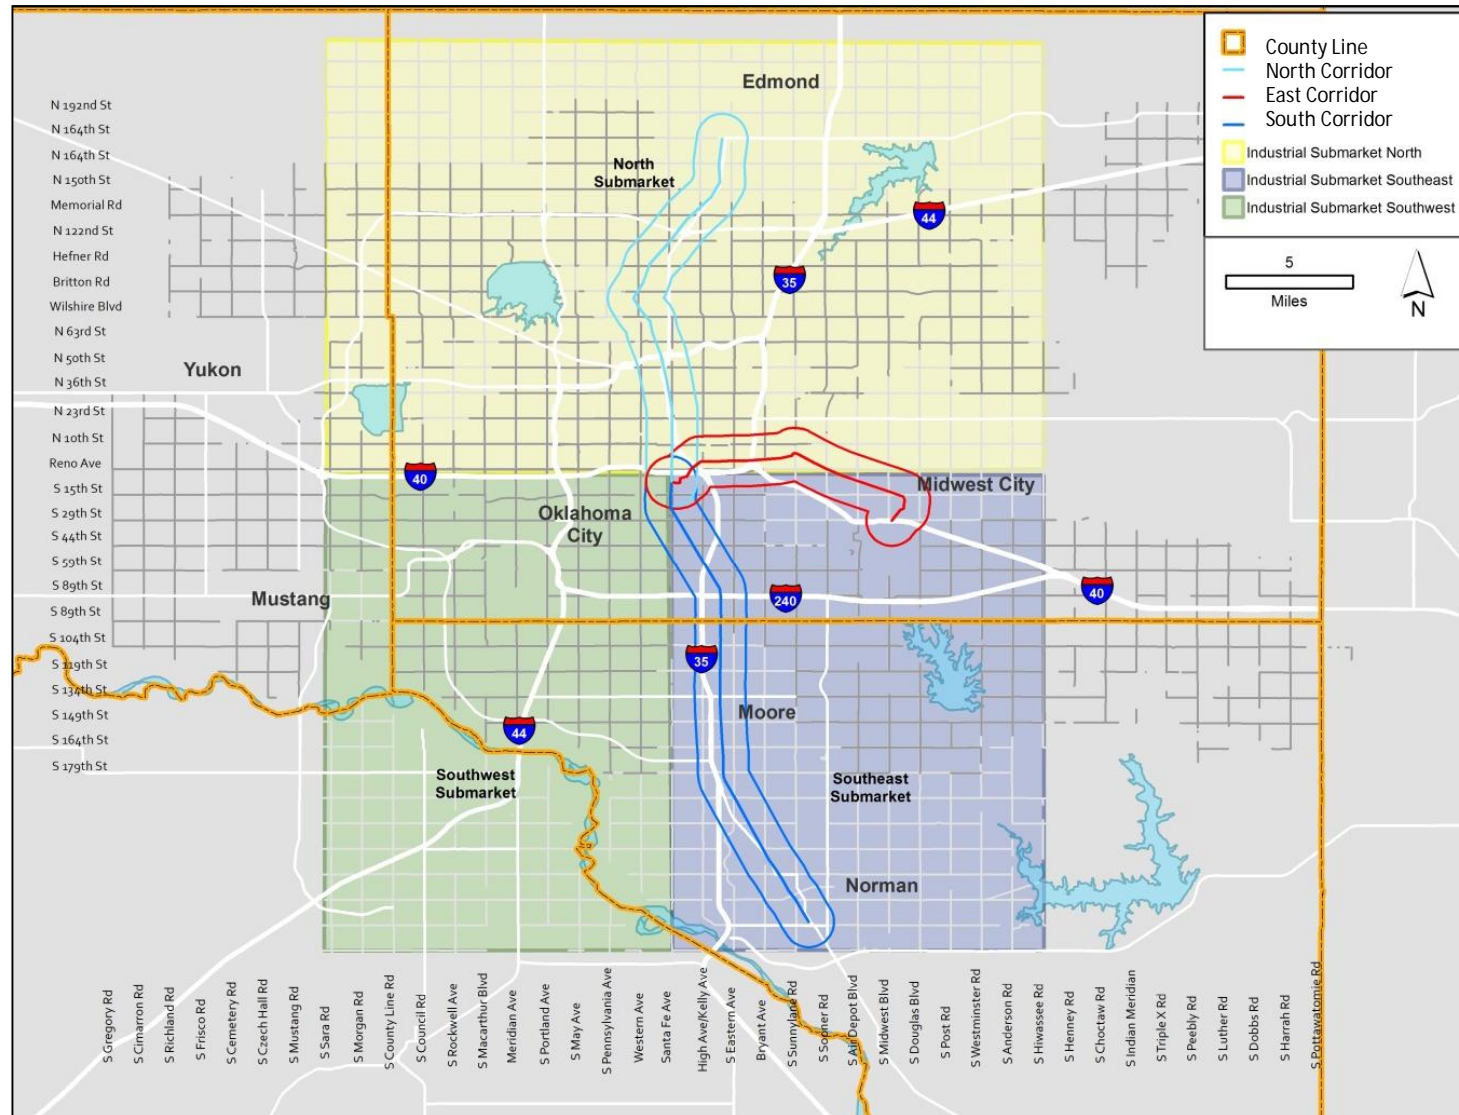 County Line
North Corridor
East Corridor
South Corridor
Industrial Submarket North
Industrial Submarket Southeast
Industrial Submarket Southwest
5
Miles
N
Edmond
North
Submarket
44
35
N 192nd St
N 164th St
N 164th St
N 150th St
Memorial Rd
N 122nd St
Hefner Rd
Britton Rd
Wilshire Blvd
N 63rd St
N 50th St
N 36th St
N 23rd St
N 10th St
Reno Ave
S 15th St
S 29th St
S 44th St
S 59th St
S 89th St
S 89th St
S 104th St
S 119th St
S 134th St
S 149th St
S 164th St
S 179th St
Yukon
40
Midwest City
Oklahoma
City
Mustang
240
40
35
Moore
44
Southwest
Submarket
Southeast
Submarket
Norman
S Gregory Rd
S Cimarron Rd
S Richland Rd
S Frisco Rd
S Cemetery Rd
S Czech Hall Rd
S Mustang Rd
S Sara Rd
S Morgan Rd
S County Line Rd
S Council Rd
S Rockwell Ave
S Macarthur Blvd
Meridian Ave
S Portland Ave
S May Ave
S Pennsylvania Ave
Western Ave
Santa Fe Ave
High Ave/Kelly Ave
S Eastern Ave
Bryant Ave
S Sunnylane Rd
S Sooner Rd
S Air Depot Blvd
S Midwest Blvd
S Douglas Blvd
S Post Rd
S Westminster Rd
S Anderson Rd
S Hiwassee Rd
S Henney Rd
S Choctaw Rd
S Indian Meridian
S Triple X Rd
S Peebly Rd
S Luther Rd
S Dobbs Rd
S Harrah Rd
S Pottawatomie Rd